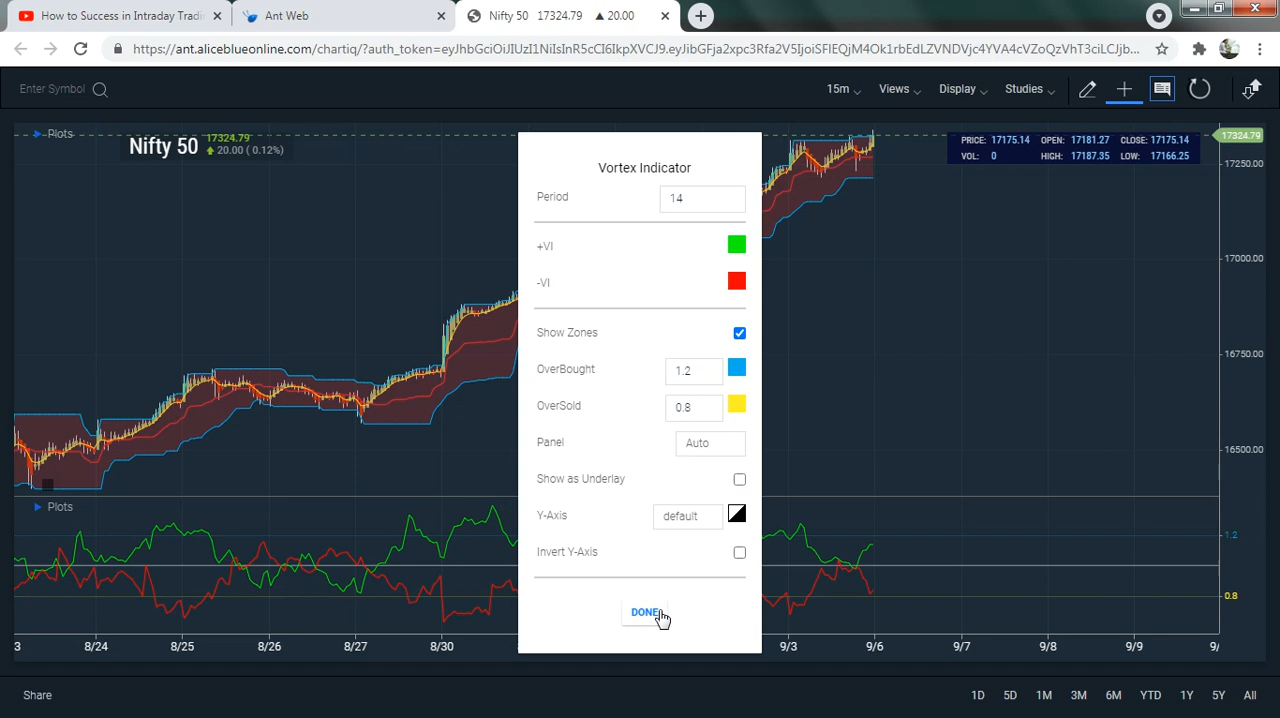 How to Success in Intraday Tradi
Ant Web
Nifty 50 17324.79 ▲ 20.00
https://ant.aliceblueonline.com/chartiq/?auth_token=
Enter Symbol
15m
Views
Display
Studies
Plots
Nifty 50
17324.79
20.00 ( 0.12%)
PRICE: 17175.14 OPEN: 17181.27 CLOSE: 17175.14
VOL: 0 HIGH: 17187.35 LOW: 17166.25
17324.79
17250.00
17000.00
16750.00
16500.00
Vortex Indicator
Period 14
+VI
-VI
Show Zones
OverBought 1.2
OverSold 0.8
Panel Auto
Show as Underlay
Y-Axis default
Invert Y-Axis
DONE
Plots
1.2
0.8
3 8/24 8/25 8/26 8/27 8/30 9/3 9/6 9/7 9/8 9/9 9/
Share
1D 5D 1M 3M 6M YTD 1Y 5Y All